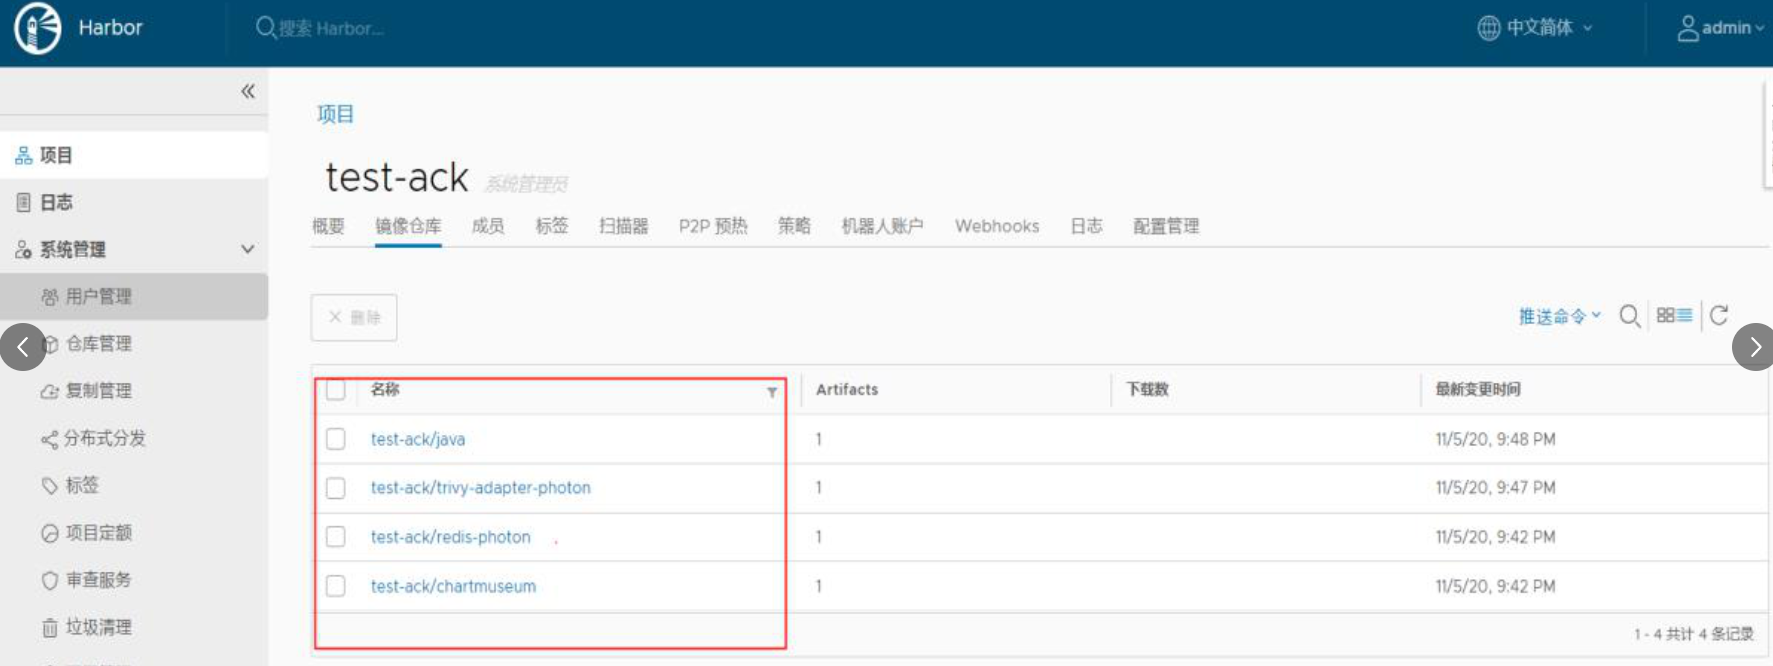 Harbor
搜索 Harbor...
中文简体
admin
项目
日志
系统管理
用户管理
仓库管理
复制管理
分布式分发
标签
项目定额
审查服务
垃圾清理
项目
test-ack 系统管理员
概要 镜像仓库 成员 标签 扫描器 P2P 预热 策略 机器人账户 Webhooks 日志 配置管理
删除
推送命令
名称 Artifacts 下载数 最新变更时间
test-ack/java 1 11/5/20, 9:48 PM
test-ack/trivy-adapter-photon 1 11/5/20, 9:47 PM
test-ack/redis-photon 1 11/5/20, 9:42 PM
test-ack/chartmuseum 1 11/5/20, 9:42 PM
1 - 4 共计 4 条记录